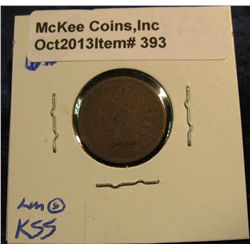 McKee Coins,Inc
Oct2013Item# 393
KSS